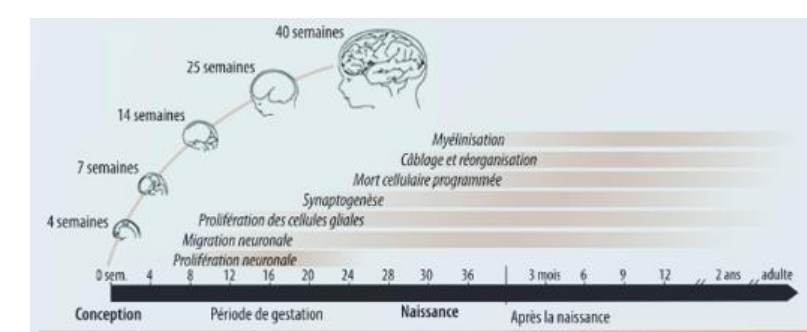 40 semaines
25 semaines
14 semaines
7 semaines
4 semaines
Myélinisation
Câblage et réorganisation
Mort cellulaire programmée
Synaptogenèse
Prolifération des cellules gliales
Migration neuronale
Prolifération neuronale
0 sem. 4 8 12 16 20 24 28 30 36 3 mois 6 9 12 2 ans adulte
Conception Période de gestation Naissance Après la naissance